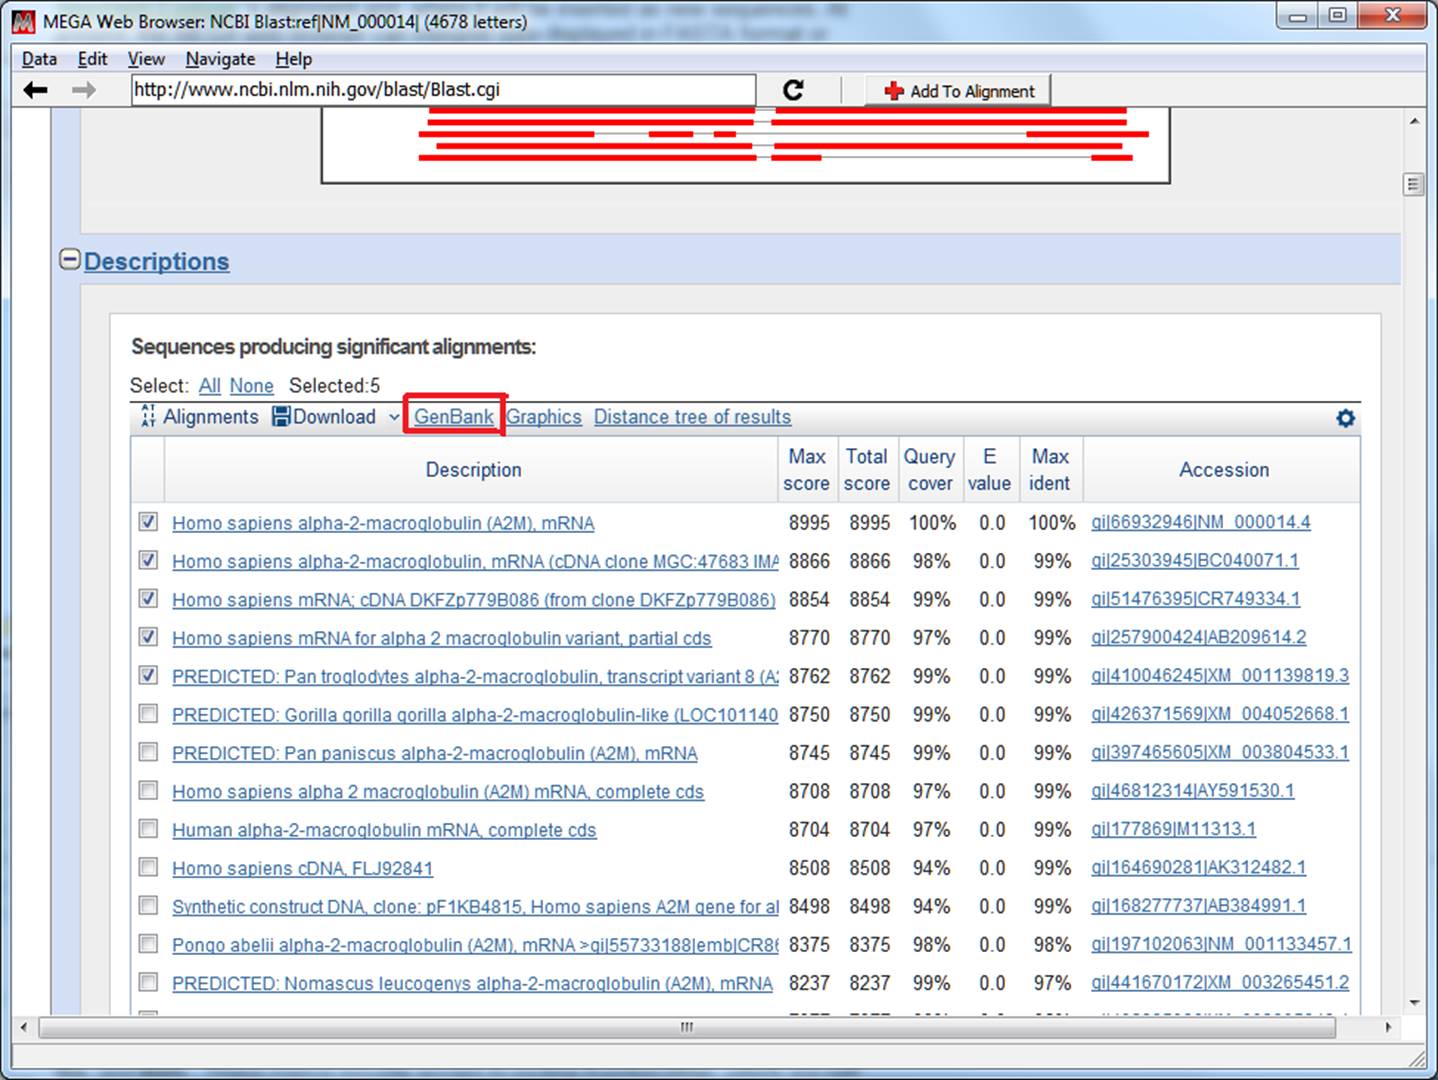 MEGA Web Browser: NCBI Blast:ref|NM_000014| (4678 letters)
Data Edit View Navigate Help
http://www.ncbi.nlm.nih.gov/blast/Blast.cgi Add To Alignment
Descriptions
Sequences producing significant alignments:
Select: All None Selected:5
Alignments Download GenBank Graphics Distance tree of results
Description Max score Total score Query cover E value Max ident Accession
Homo sapiens alpha-2-macroglobulin (A2M), mRNA 8995 8995 100% 0.0 100% gi|66932946|NM_000014.4
Homo sapiens alpha-2-macroglobulin, mRNA (cDNA clone MGC:47683 IMA 8866 8866 98% 0.0 99% gi|25303945|BC040071.1
Homo sapiens mRNA; cDNA DKFZp779B086 (from clone DKFZp779B086) 8854 8854 99% 0.0 99% gi|51476395|CR749334.1
Homo sapiens mRNA for alpha 2 macroglobulin variant, partial cds 8770 8770 97% 0.0 99% gi|257900424|AB209614.2
PREDICTED: Pan troglodytes alpha-2-macroglobulin, transcript variant 8 (A2 8762 8762 99% 0.0 99% gi|410046245|XM_001139819.3
PREDICTED: Gorilla gorilla gorilla alpha-2-macroglobulin-like (LOC101140 8750 8750 99% 0.0 99% gi|426371569|XM_004052668.1
PREDICTED: Pan paniscus alpha-2-macroglobulin (A2M), mRNA 8745 8745 99% 0.0 99% gi|397465605|XM_003804533.1
Homo sapiens alpha 2 macroglobulin (A2M) mRNA, complete cds 8708 8708 97% 0.0 99% gi|46812314|AY591530.1
Human alpha-2-macroglobulin mRNA, complete cds 8704 8704 97% 0.0 99% gi|177869|M11313.1
Homo sapiens cDNA, FLJ92841 8508 8508 94% 0.0 99% gi|164690281|AK312482.1
Synthetic construct DNA, clone: pF1KB4815, Homo sapiens A2M gene for al 8498 8498 94% 0.0 99% gi|168277737|AB384991.1
Pongo abelii alpha-2-macroglobulin (A2M), mRNA >gi|55733188|emb|CR86 8375 8375 98% 0.0 98% gi|197102063|NM_001133457.1
PREDICTED: Nomascus leucogenys alpha-2-macroglobulin (A2M), mRNA 8237 8237 99% 0.0 97% gi|441670172|XM_003265451.2